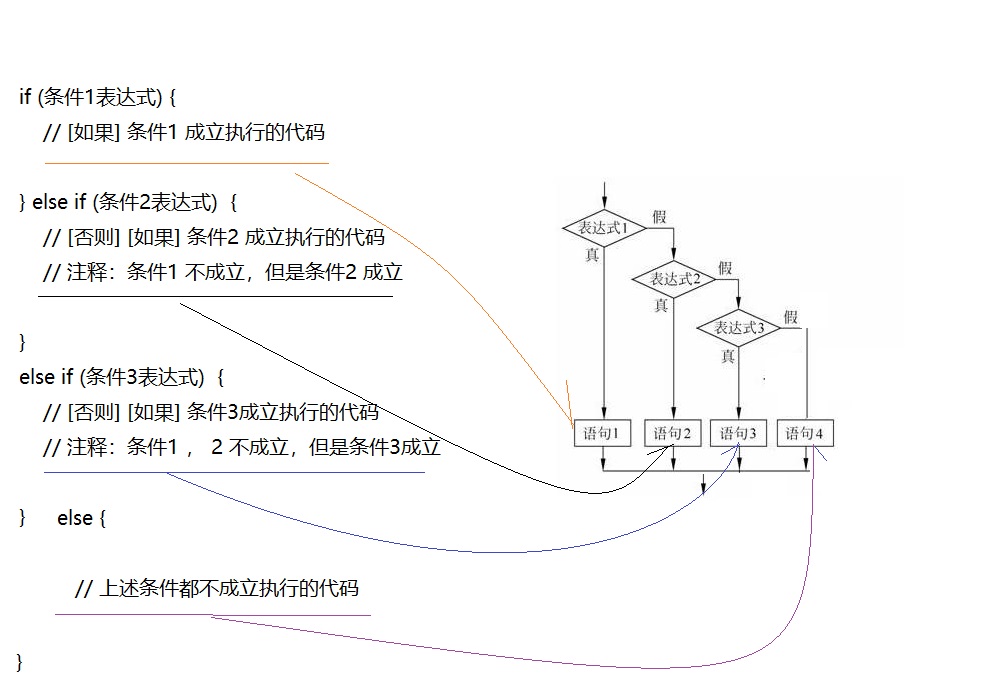 if (条件1表达式) {
// [如果] 条件1 成立执行的代码
} else if (条件2表达式) {
// [否则] [如果] 条件2 成立执行的代码
// 注释：条件1 不成立，但是条件2 成立
}
else if (条件3表达式) {
// [否则] [如果] 条件3成立执行的代码
// 注释：条件1 ， 2 不成立，但是条件3成立
} else {
// 上述条件都不成立执行的代码
}
表达式1
假
真
表达式2
假
真
表达式3
假
真
语句1
语句2
语句3
语句4